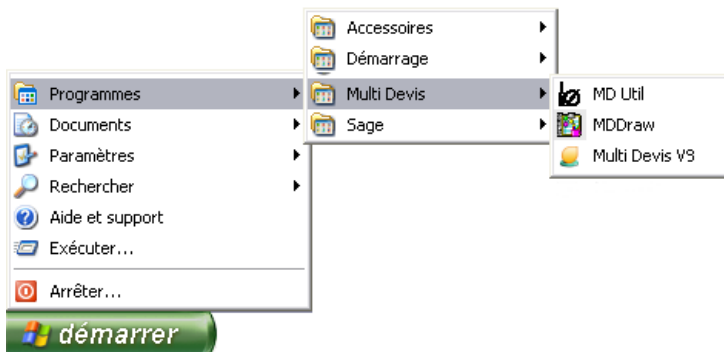 Accessoires
Démarrage
Multi Devis
Sage
MD Util
MDDraw
Multi Devis V9
Programmes
Documents
Paramètres
Rechercher
Aide et support
Exécuter...
Arrêter...
démarrer